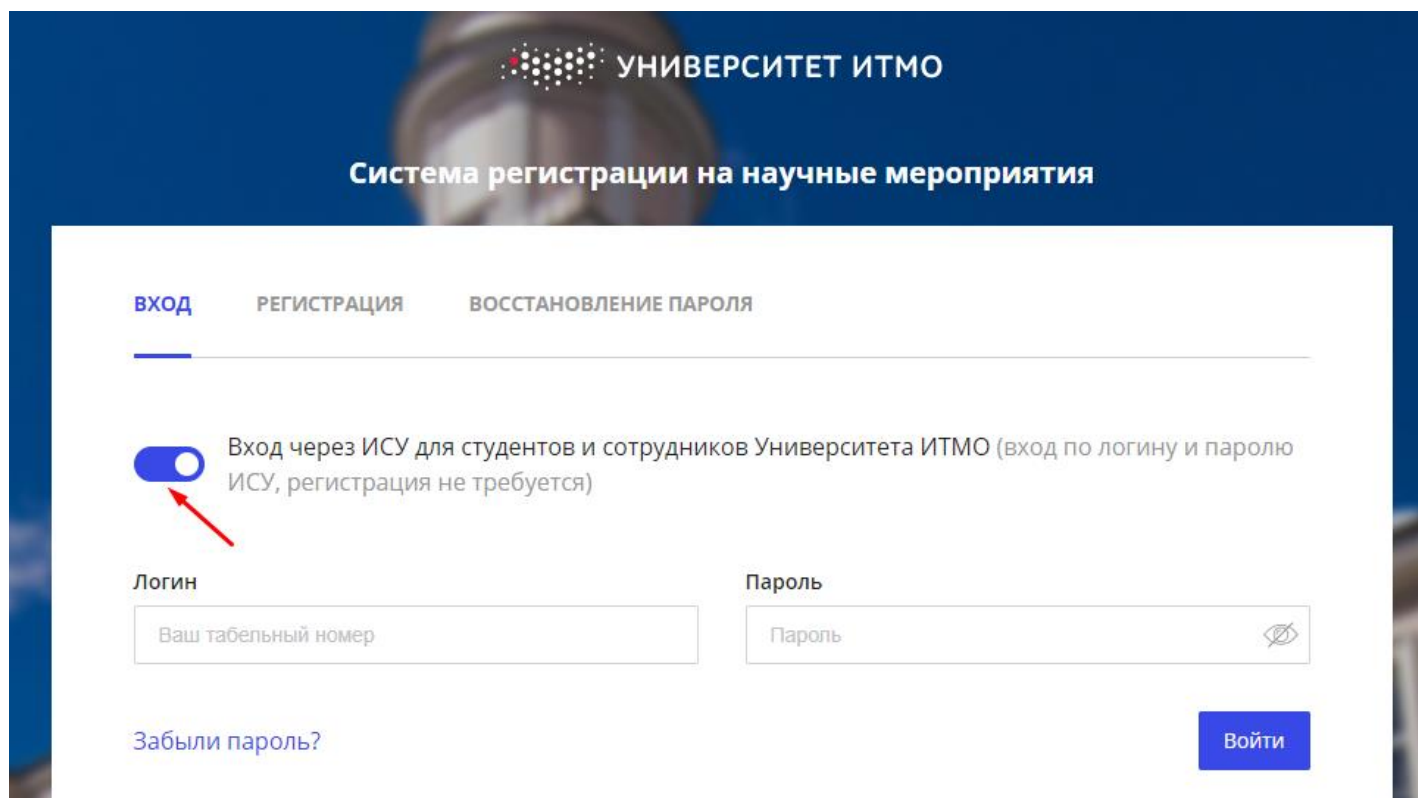 УНИВЕРСИТЕТ ИТМО
Система регистрации на научные мероприятия
ВХОД РЕГИСТРАЦИЯ ВОССТАНОВЛЕНИЕ ПАРОЛЯ
Вход через ИСУ для студентов и сотрудников Университета ИТМО (вход по логину и паролю
ИСУ, регистрация не требуется)
Логин Пароль
Ваш табельный номер Пароль
Забыли пароль? Войти